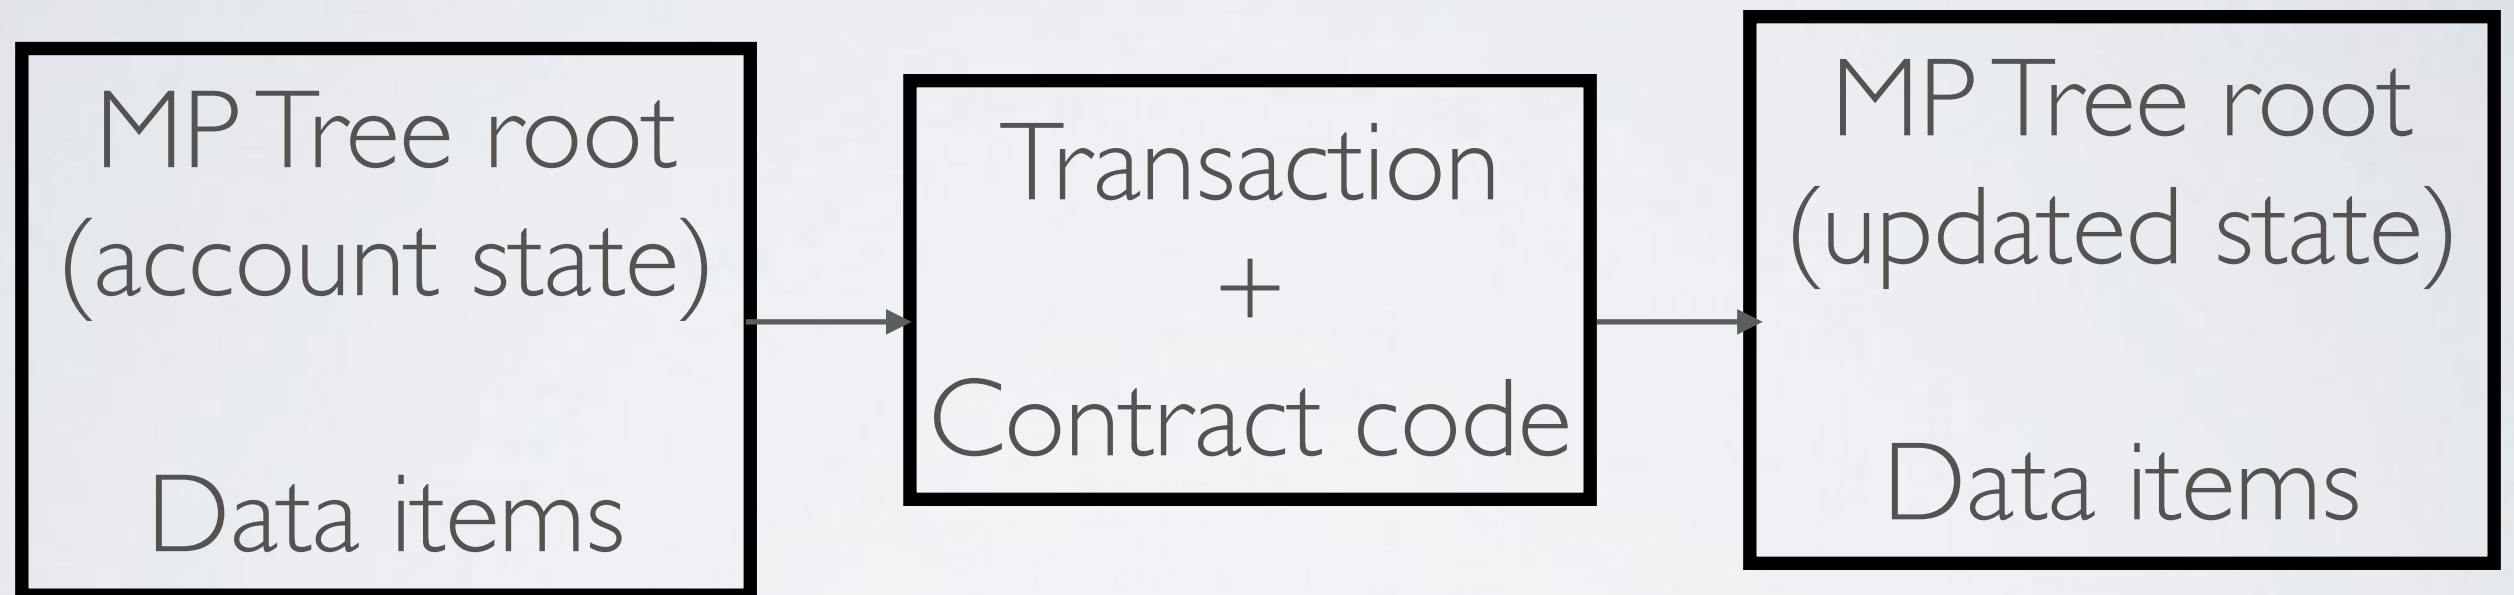 MP Tree root
(account state)
Data items
Transaction
+
Contract code
MP Tree root
(updated state)
Data items